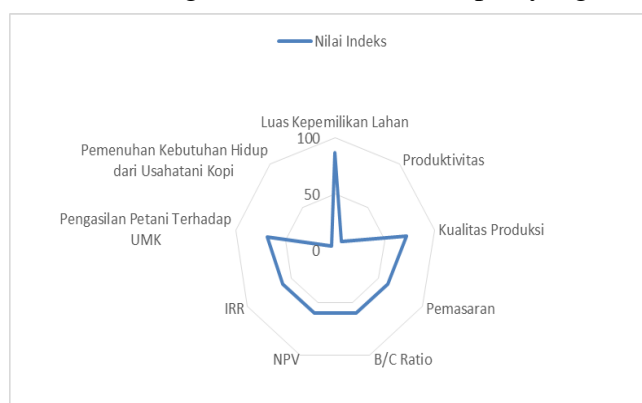 Nilai Indeks
Luas Kepemilikan Lahan
100
Pemenuhan Kebutuhan Hidup
dari Usahatani Kopi
Produktivitas
50
Pengasilan Petani Terhadap
UMK
Kualitas Produksi
0
IRR
Pemasaran
NPV
B/C Ratio